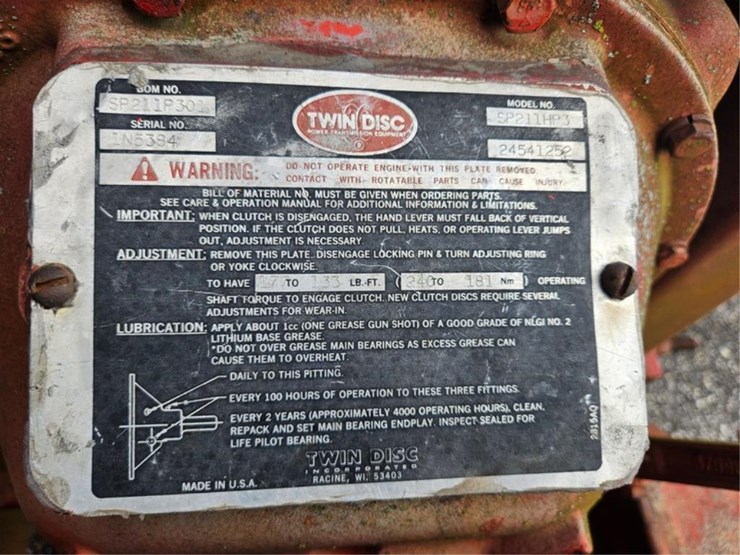 BOM NO.
SP211P301
SERIAL NO.
1N5384
TWIN DISC
POWER TRANSMISSION EQUIPMENT
®
MODEL NO.
SP211HP3
24541252
WARNING: DO NOT OPERATE ENGINE WITH THIS PLATE REMOVED
CONTACT WITH ROTATABLE PARTS CAN CAUSE INJURY.
BILL OF MATERIAL NO. MUST BE GIVEN WHEN ORDERING PARTS.
SEE CARE & OPERATION MANUAL FOR ADDITIONAL INFORMATION & LIMITATIONS.
IMPORTANT: WHEN CLUTCH IS DISENGAGED, THE HAND LEVER MUST FALL BACK OF VERTICAL
POSITION. IF THE CLUTCH DOES NOT PULL, HEATS, OR OPERATING LEVER JUMPS
OUT, ADJUSTMENT IS NECESSARY.
ADJUSTMENT: REMOVE THIS PLATE. DISENGAGE LOCKING PIN & TURN ADJUSTING RING
OR YOKE CLOCKWISE.
TO HAVE TO 133 LB.-FT. ( TO 181 Nm ) OPERATING
SHAFT TORQUE TO ENGAGE CLUTCH. NEW CLUTCH DISCS REQUIRE SEVERAL
ADJUSTMENTS FOR WEAR-IN.
LUBRICATION: APPLY ABOUT 1cc (ONE GREASE GUN SHOT) OF A GOOD GRADE OF NLGI NO. 2
LITHIUM BASE GREASE.
*DO NOT OVER GREASE MAIN BEARINGS AS EXCESS GREASE CAN
CAUSE THEM TO OVERHEAT.
DAILY TO THIS PITTING.
EVERY 100 HOURS OF OPERATION TO THESE THREE FITTINGS.
EVERY 2 YEARS (APPROXIMATELY 4000 OPERATING HOURS), CLEAN,
REPACK AND SET MAIN BEARING ENDPLAY. INSPECT SEALED FOR
LIFE PILOT BEARING.
TWIN DISC
INCORPORATED
RACINE, WI. 53403
MADE IN U.S.A.
2315AQ